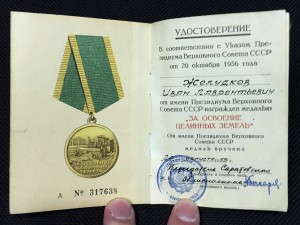 А № 317638
УДОСТОВЕРЕНИЕ
В соответствии с Указом Пре-
зидиума Верховного Совета СССР
от 20 октября 1956 года
Жолудков
Иван Лаврентьевич
от имени Президиума Верховного
Совета СССР награжден медалью
"ЗА ОСВОЕНИЕ
ЦЕЛИННЫХ ЗЕМЕЛЬ"
От имени Президиума Верховного
Совета СССР
медаль вручена